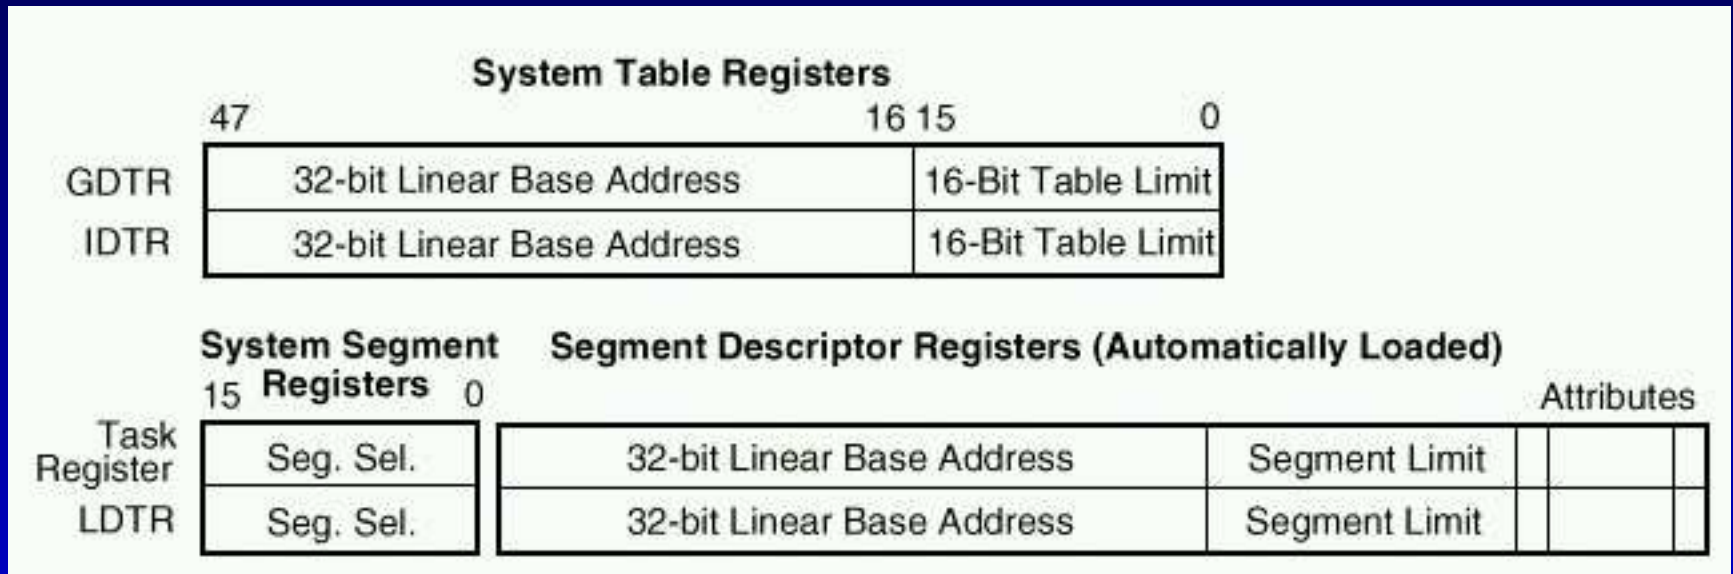 System Table Registers
47 16 15 0
GDTR 32-bit Linear Base Address 16-Bit Table Limit
IDTR 32-bit Linear Base Address 16-Bit Table Limit
System Segment Segment Descriptor Registers (Automatically Loaded)
15 Registers 0 Attributes
Task
Register Seg. Sel. 32-bit Linear Base Address Segment Limit
LDTR Seg. Sel. 32-bit Linear Base Address Segment Limit